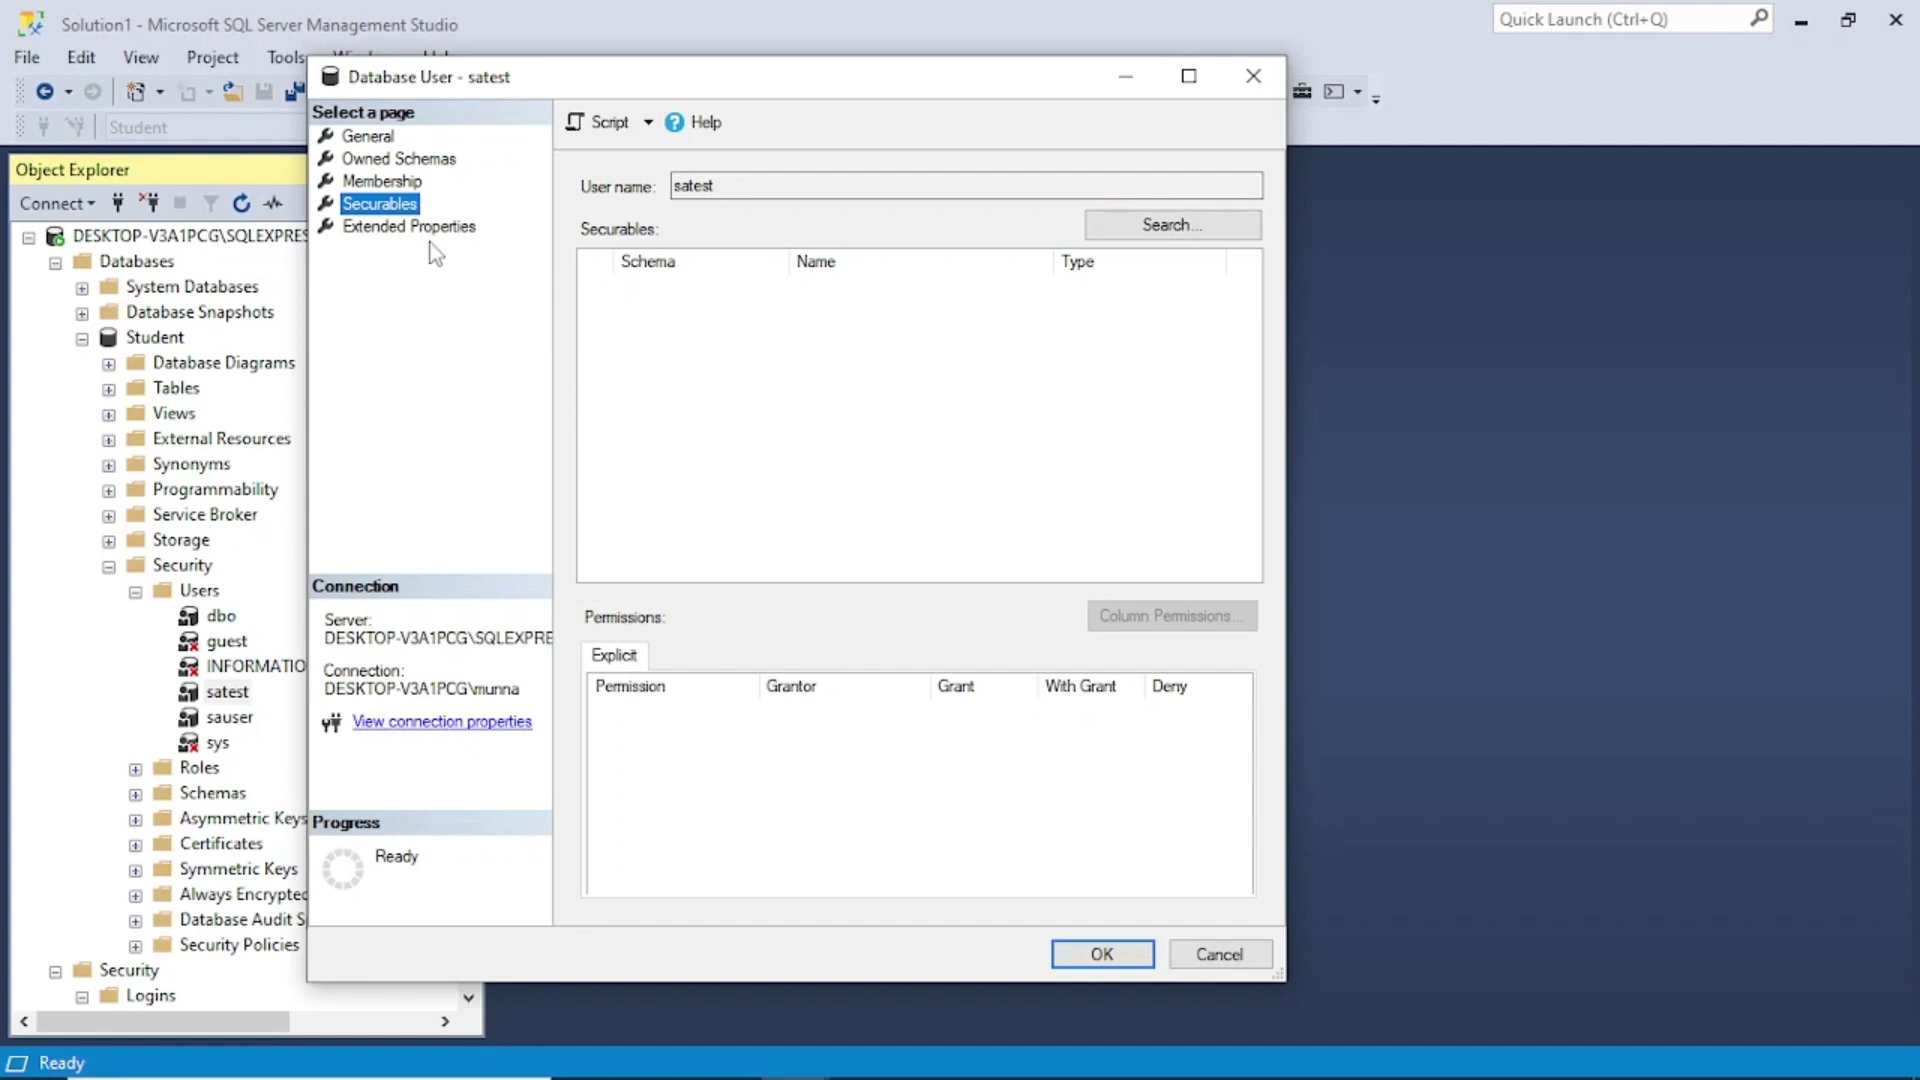 Solution1 - Microsoft SQL Server Management Studio
Quick Launch (Ctrl+Q)
File Edit View Project Tools
Student
Object Explorer
Connect
DESKTOP-V3A1PCG\SQLEXPRES
Databases
System Databases
Database Snapshots
Student
Database Diagrams
Tables
Views
External Resources
Synonyms
Programmability
Service Broker
Storage
Security
Users
dbo
guest
INFORMATIO
satest
sauser
sys
Roles
Schemas
Asymmetric Keys
Certificates
Symmetric Keys
Always Encrypted
Database Audit S
Security Policies
Security
Logins
Database User - satest
Select a page
General
Owned Schemas
Membership
Securables
Extended Properties
Connection
Server:
DESKTOP-V3A1PCG\SQLEXPRE
Connection:
DESKTOP-V3A1PCG\munna
View connection properties
Progress
Ready
Script Help
User name: satest
Securables: Search...
Schema Name Type
Permissions: Column Permissions...
Explicit
Permission Grantor Grant With Grant Deny
OK Cancel
Ready